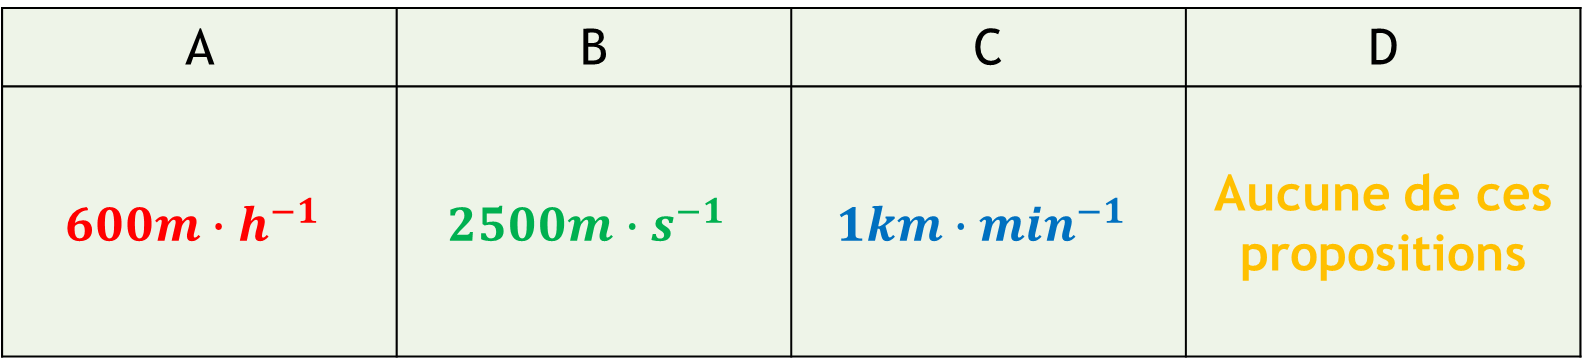 A B C D
600m · h⁻¹ 2500m · s⁻¹ 1km · min⁻¹ Aucune de ces
propositions